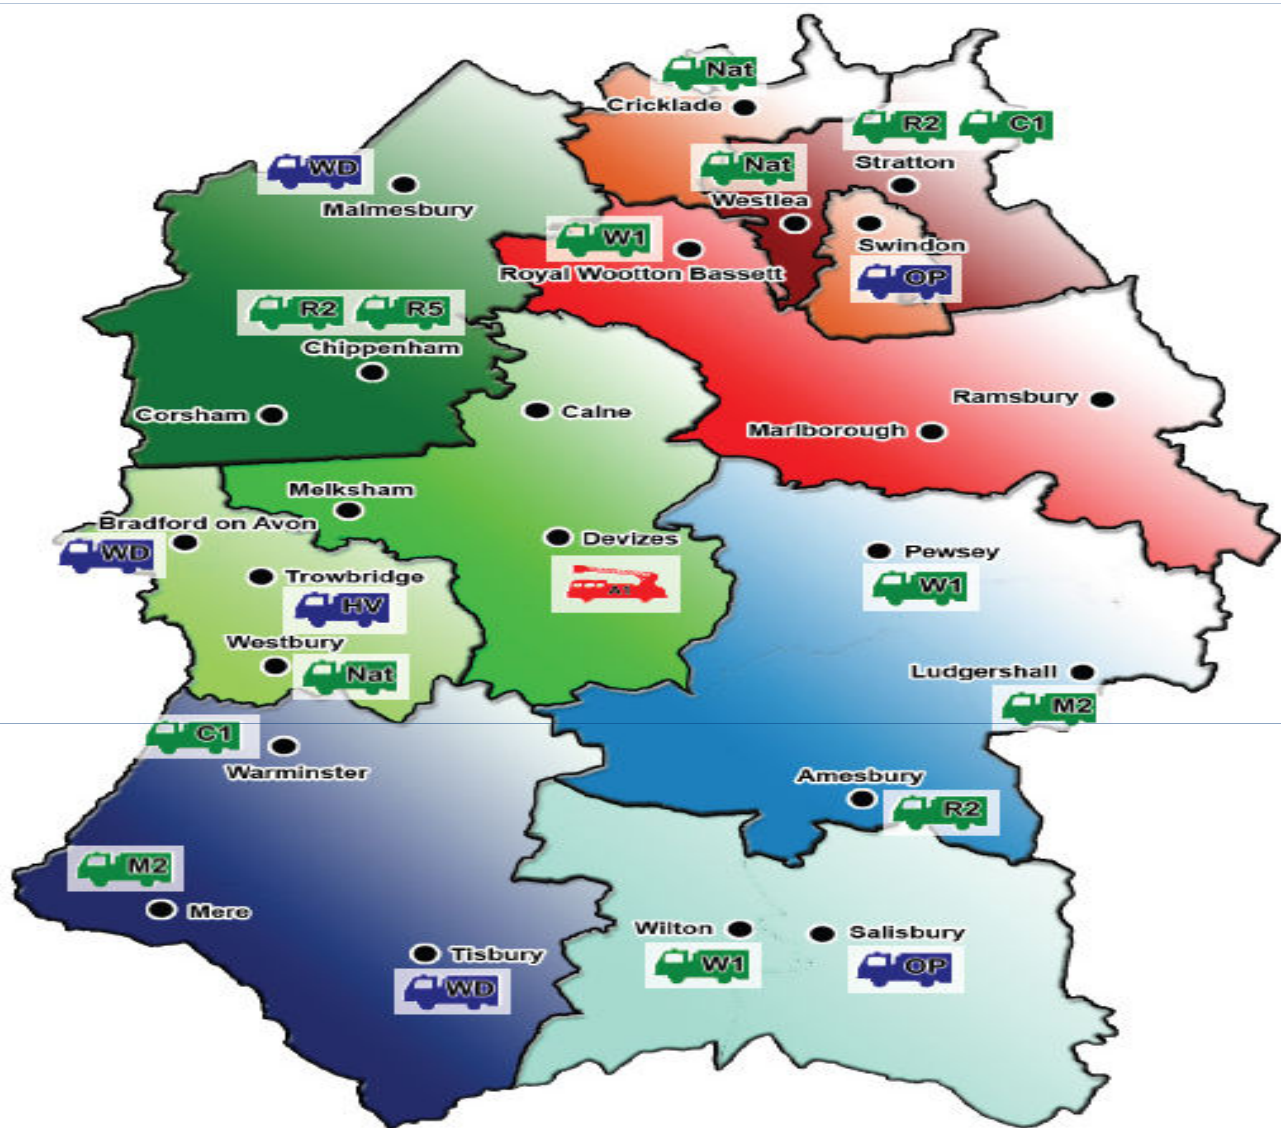 Nat
Cricklade
R2
C1
Stratton
WD
Malmesbury
Nat
Westlea
Swindon
OP
W1
Royal Wootton Bassett
R2
R5
Chippenham
Corsham
Calne
Ramsbury
Marlborough
Melksham
Bradford on Avon
WD
Devizes
Trowbridge
HV
Pewsey
W1
Westbury
Nat
Ludgershall
M2
C1
Warminster
Amesbury
R2
M2
Mere
Tisbury
WD
Wilton
W1
Salisbury
OP